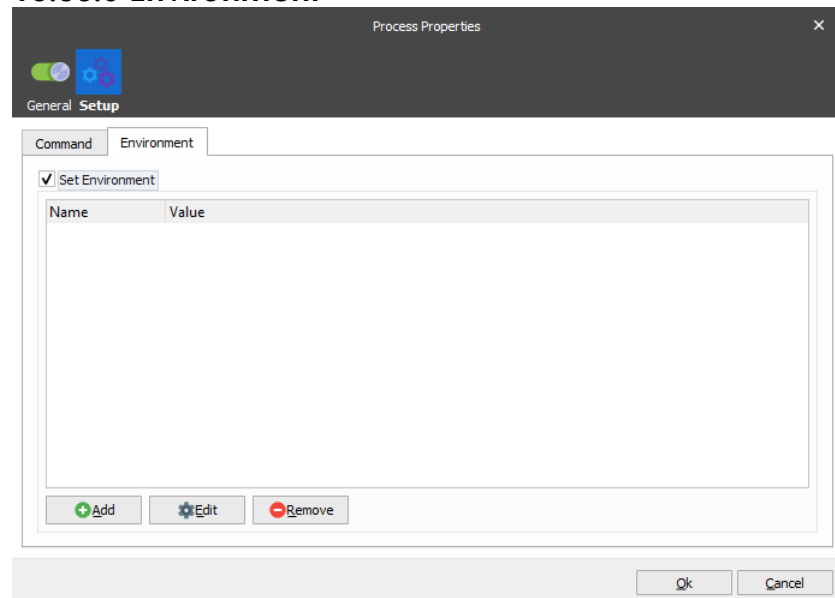 Process Properties
General Setup
Command Environment
Set Environment
Name Value
Add Edit Remove
Ok Cancel